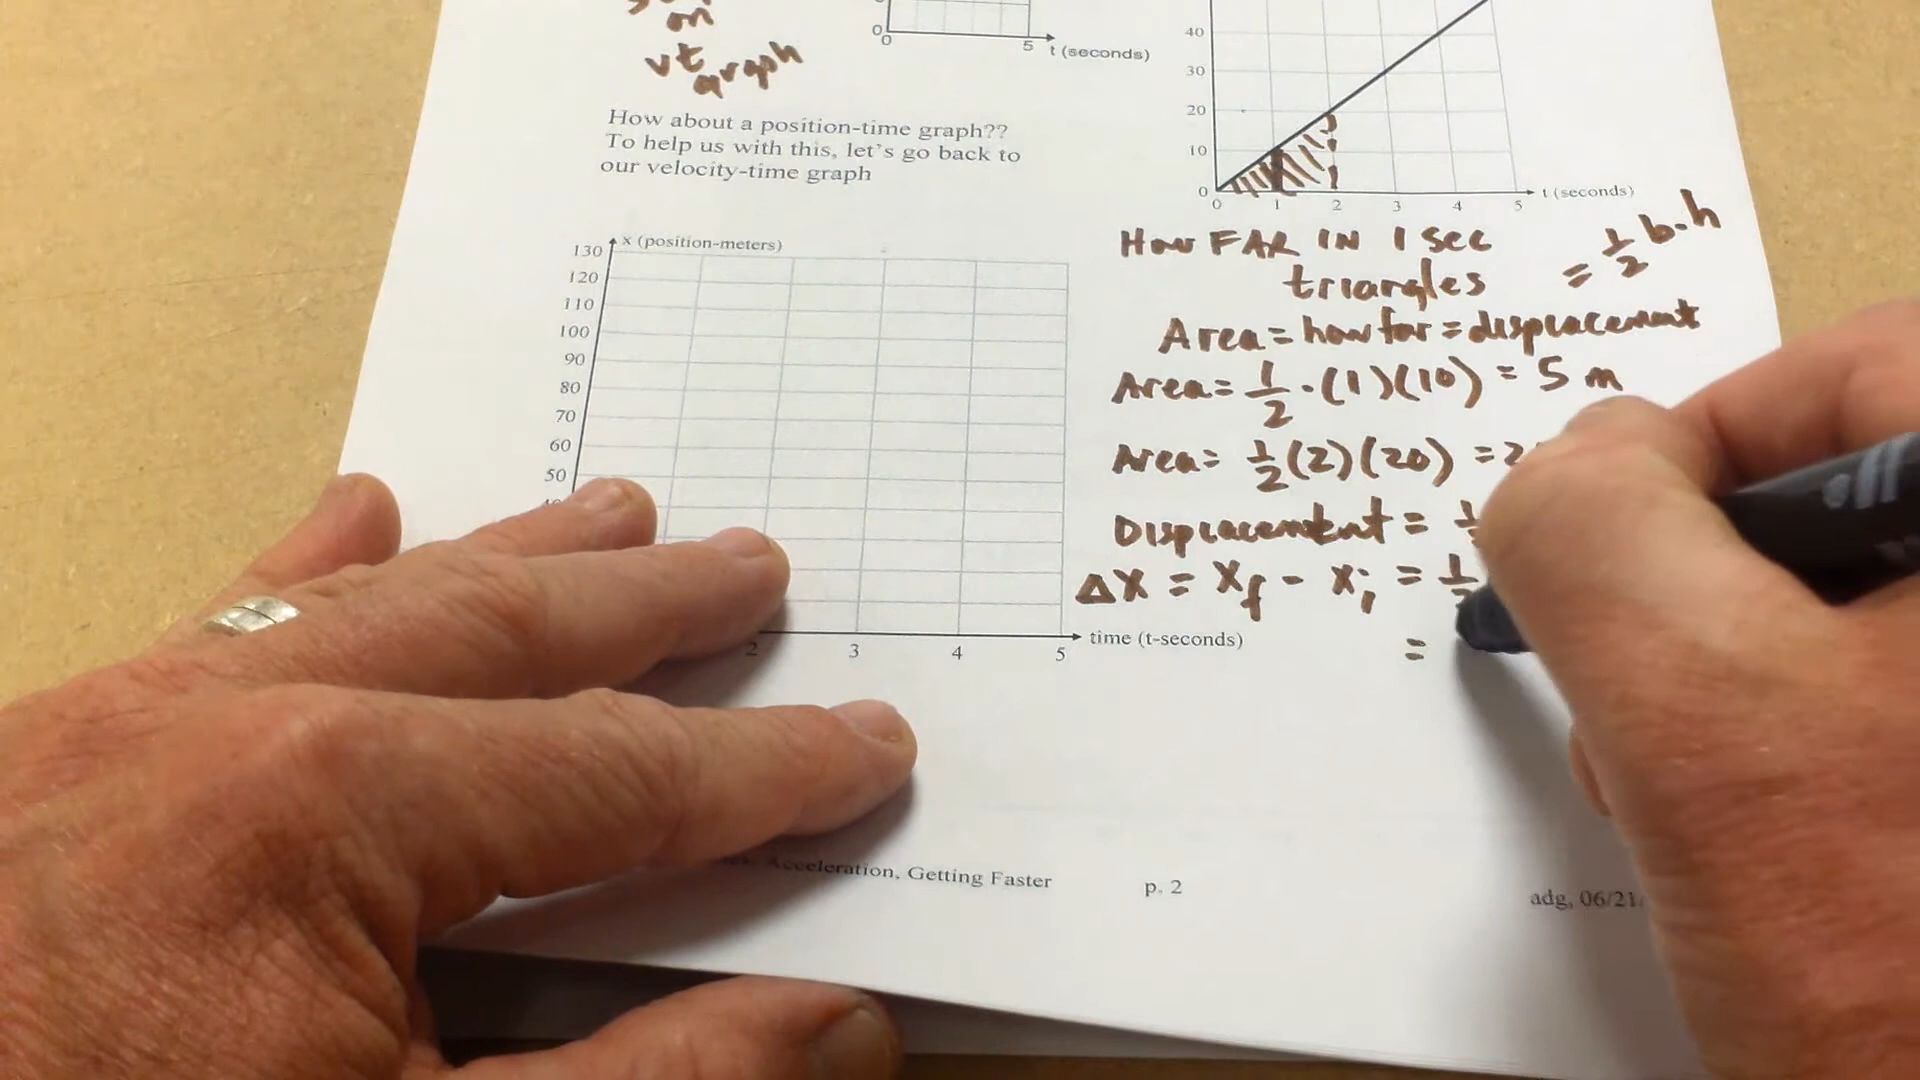 on
vt
graph
0
0
5
t (seconds)
How about a position-time graph??
To help us with this, let's go back to
our velocity-time graph
40
30
20
10
0
0 1 2 3 4 5
t (seconds)
x (position-meters)
130
120
110
100
90
80
70
60
50
2 3 4 5
time (t-seconds)
How FAR IN 1 sec
triangles = 1/2 b·h
Area = how far = displacement
Area = 1/2 · (1)(10) = 5 m
Area = 1/2 (2)(20) = 2
Displacement =
Δx = xf - xi = 1
=
Acceleration, Getting Faster
p. 2
adg, 06/21/